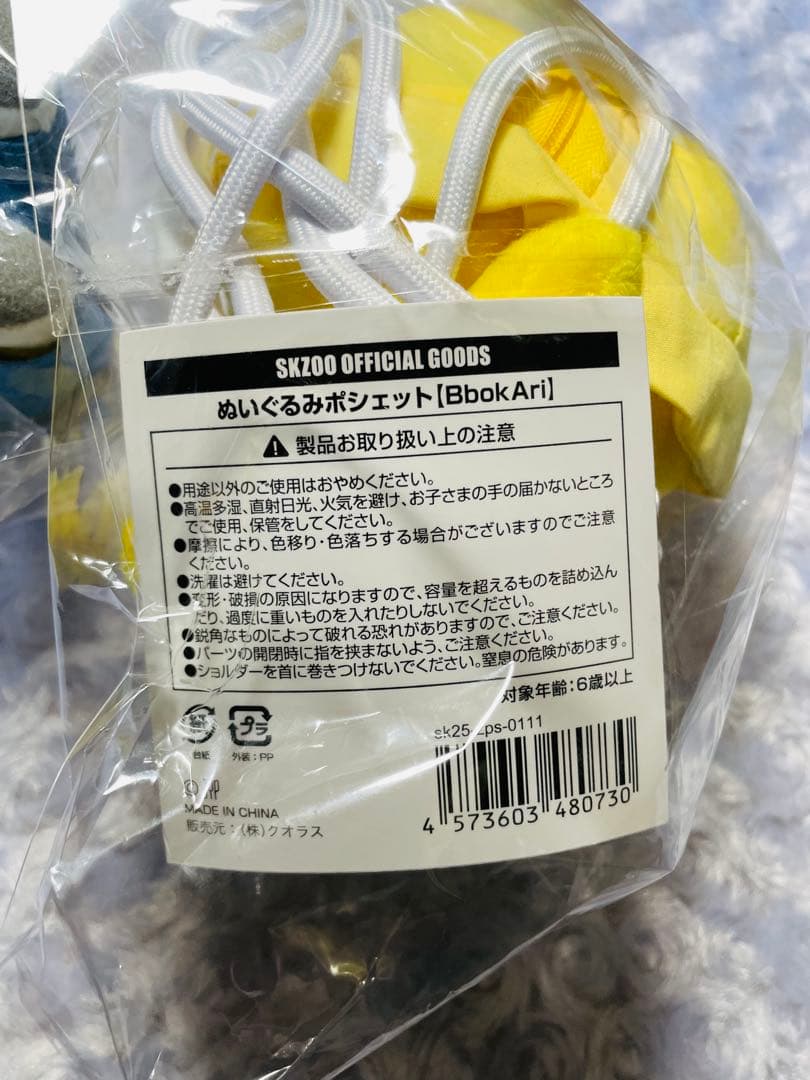 SKZOO OFFICIAL GOODS
ぬいぐるみポシェット【BbokAri】
製品お取り扱い上の注意
●用途以外のご使用はおやめください。
●高温多湿、直射日光、火気を避け、お子さまの手の届かないところ
でご使用、保管をしてください。
●摩擦により、色移り・色落ちする場合がございますのでご注意
ください。
●洗濯は避けてください。
●変形・破損の原因になりますので、容量を超えるものを詰め込ん
だり、過度に重いものを入れたりしないでください。
●鋭角なものによって破れる恐れがありますので、ご注意ください。
●パーツの開閉時に指を挟まないよう、ご注意ください。
●ショルダーを首に巻きつけないでください。窒息の危険があります。
対象年齢:6歳以上
プラ
台紙 外装:PP
sk25-zps-0111
4 573603 480730
MADE IN CHINA
販売元:(株)クオラス